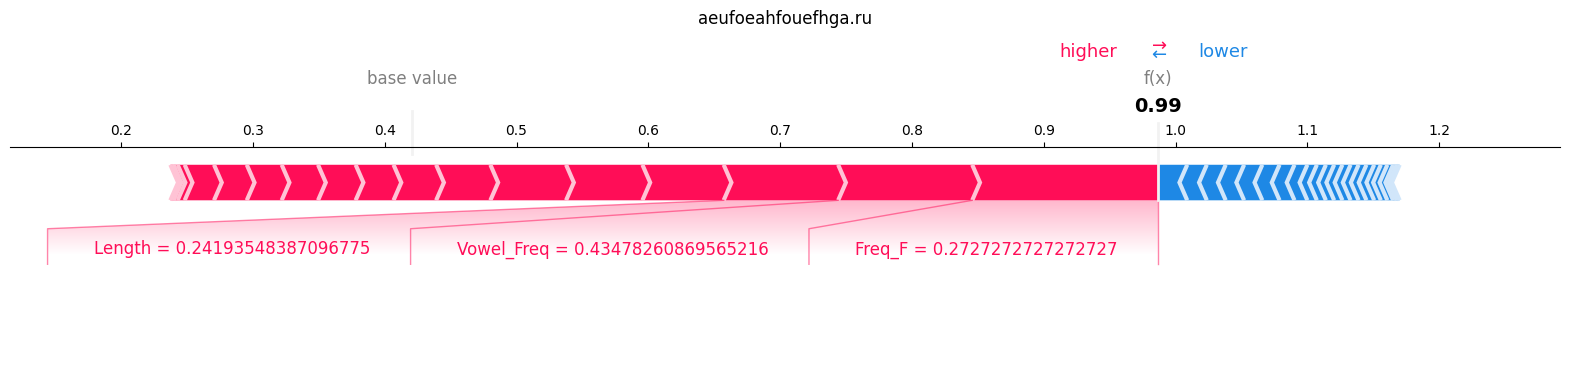 aeufoeahfouefhga.ru
higher ⇄ lower
base value f(x)
0.99
0.2 0.3 0.4 0.5 0.6 0.7 0.8 0.9 1.0 1.1 1.2
Length = 0.24193548387096775 Vowel_Freq = 0.43478260869565216 Freq_F = 0.2727272727272727